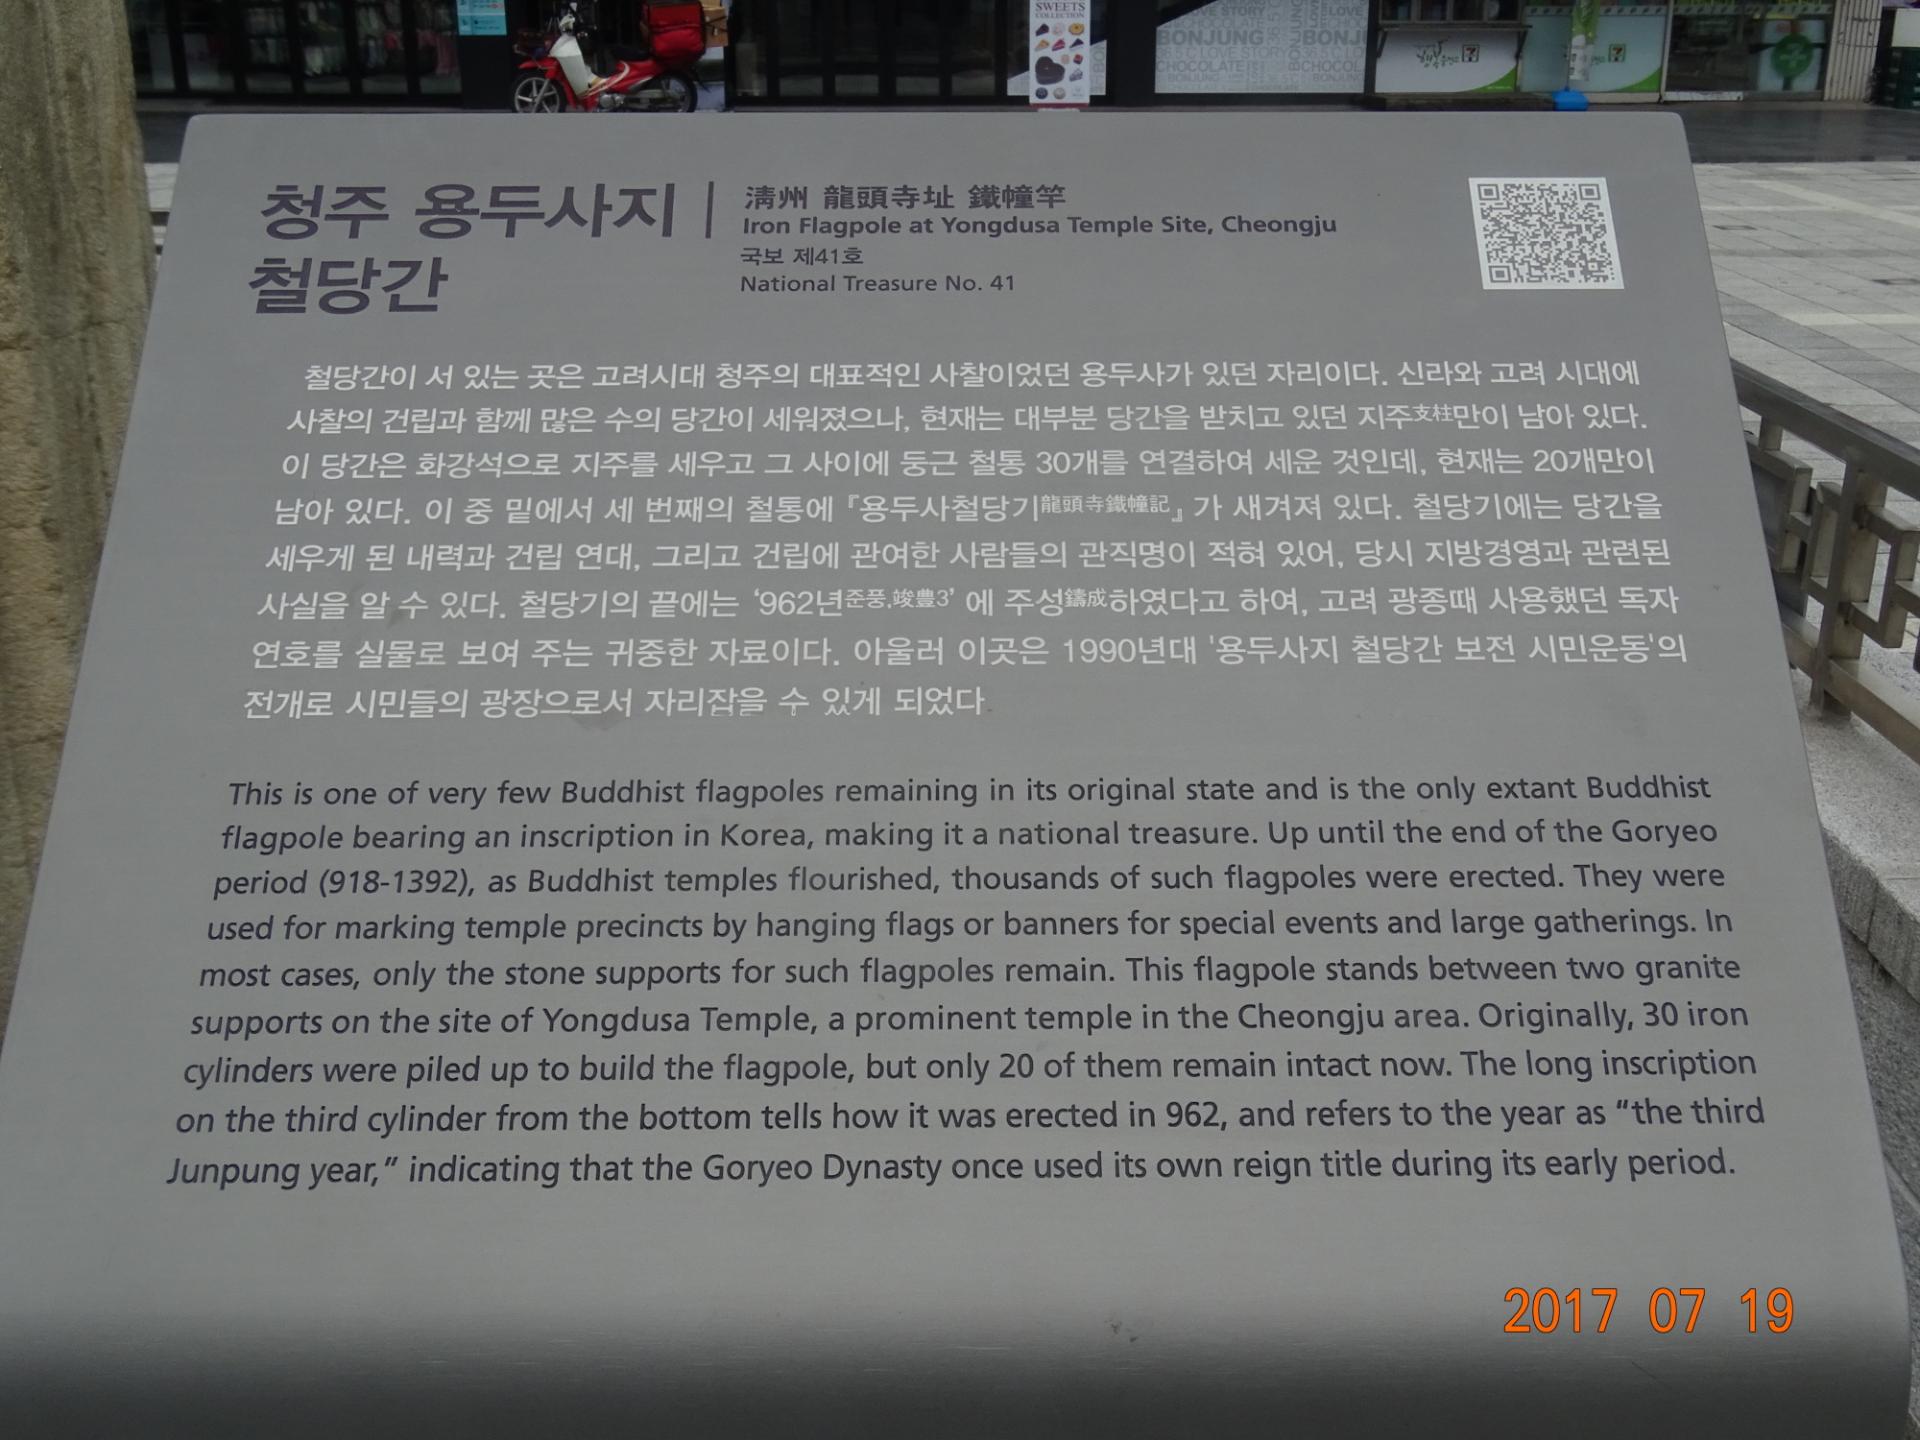 SWEETS
COLLECTION
LOVE STORY
BONJUNG
LOVE STORY
CHOCOLATE
BONJUNG
청주 용두사지
철당간
淸州 龍頭寺址 鐵幢竿
Iron Flagpole at Yongdusa Temple Site, Cheongju
국보 제41호
National Treasure No. 41
철당간이 서 있는 곳은 고려시대 청주의 대표적인 사찰이었던 용두사가 있던 자리이다. 신라와 고려 시대에
사찰의 건립과 함께 많은 수의 당간이 세워졌으나, 현재는 대부분 당간을 받치고 있던 지주支柱만이 남아 있다.
이 당간은 화강석으로 지주를 세우고 그 사이에 둥근 철통 30개를 연결하여 세운 것인데, 현재는 20개만이
남아 있다. 이 중 밑에서 세 번째의 철통에 『용두사철당기龍頭寺鐵幢記』가 새겨져 있다. 철당기에는 당간을
세우게 된 내력과 건립 연대, 그리고 건립에 관여한 사람들의 관직명이 적혀 있어, 당시 지방경영과 관련된
사실을 알 수 있다. 철당기의 끝에는 ‘962년준풍,峻豊3’ 에 주성鑄成하였다고 하여, 고려 광종때 사용했던 독자
연호를 실물로 보여 주는 귀중한 자료이다. 아울러 이곳은 1990년대 '용두사지 철당간 보전 시민운동'의
전개로 시민들의 광장으로서 자리잡을 수 있게 되었다.
This is one of very few Buddhist flagpoles remaining in its original state and is the only extant Buddhist
flagpole bearing an inscription in Korea, making it a national treasure. Up until the end of the Goryeo
period (918-1392), as Buddhist temples flourished, thousands of such flagpoles were erected. They were
used for marking temple precincts by hanging flags or banners for special events and large gatherings. In
most cases, only the stone supports for such flagpoles remain. This flagpole stands between two granite
supports on the site of Yongdusa Temple, a prominent temple in the Cheongju area. Originally, 30 iron
cylinders were piled up to build the flagpole, but only 20 of them remain intact now. The long inscription
on the third cylinder from the bottom tells how it was erected in 962, and refers to the year as “the third
Junpung year,” indicating that the Goryeo Dynasty once used its own reign title during its early period.
2017 07 19